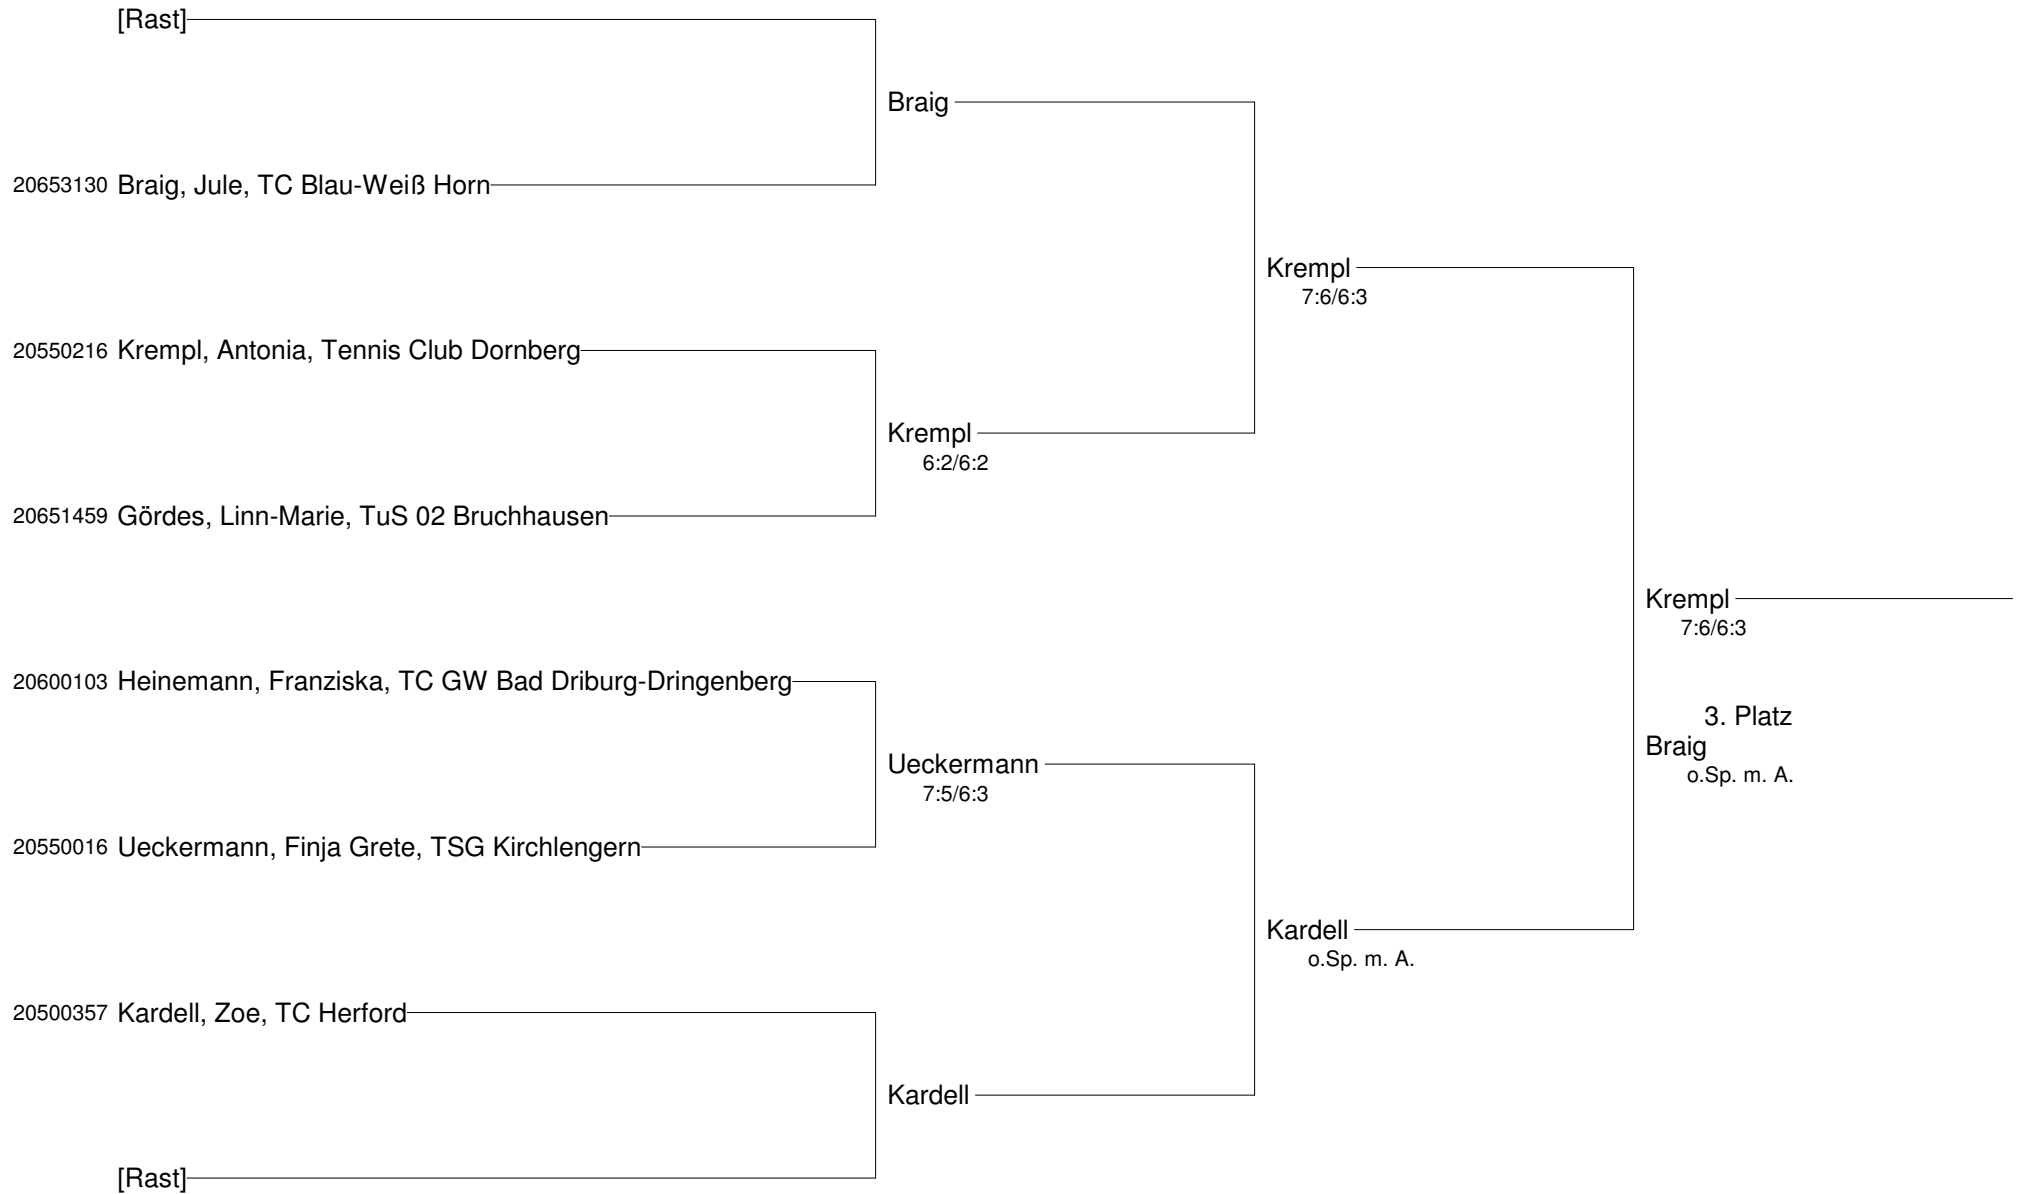 [Rast]
Braig
20653130 Braig, Jule, TC Blau-Weiß Horn
Krempl
7:6/6:3
20550216 Krempl, Antonia, Tennis Club Dornberg
Krempl
6:2/6:2
20651459 Gördes, Linn-Marie, TuS 02 Bruchhausen
Krempl
7:6/6:3
20600103 Heinemann, Franziska, TC GW Bad Driburg-Dringenberg
3. Platz
Braig
o.Sp. m. A.
Ueckermann
7:5/6:3
20550016 Ueckermann, Finja Grete, TSG Kirchlengern
Kardell
o.Sp. m. A.
20500357 Kardell, Zoe, TC Herford
Kardell
[Rast]